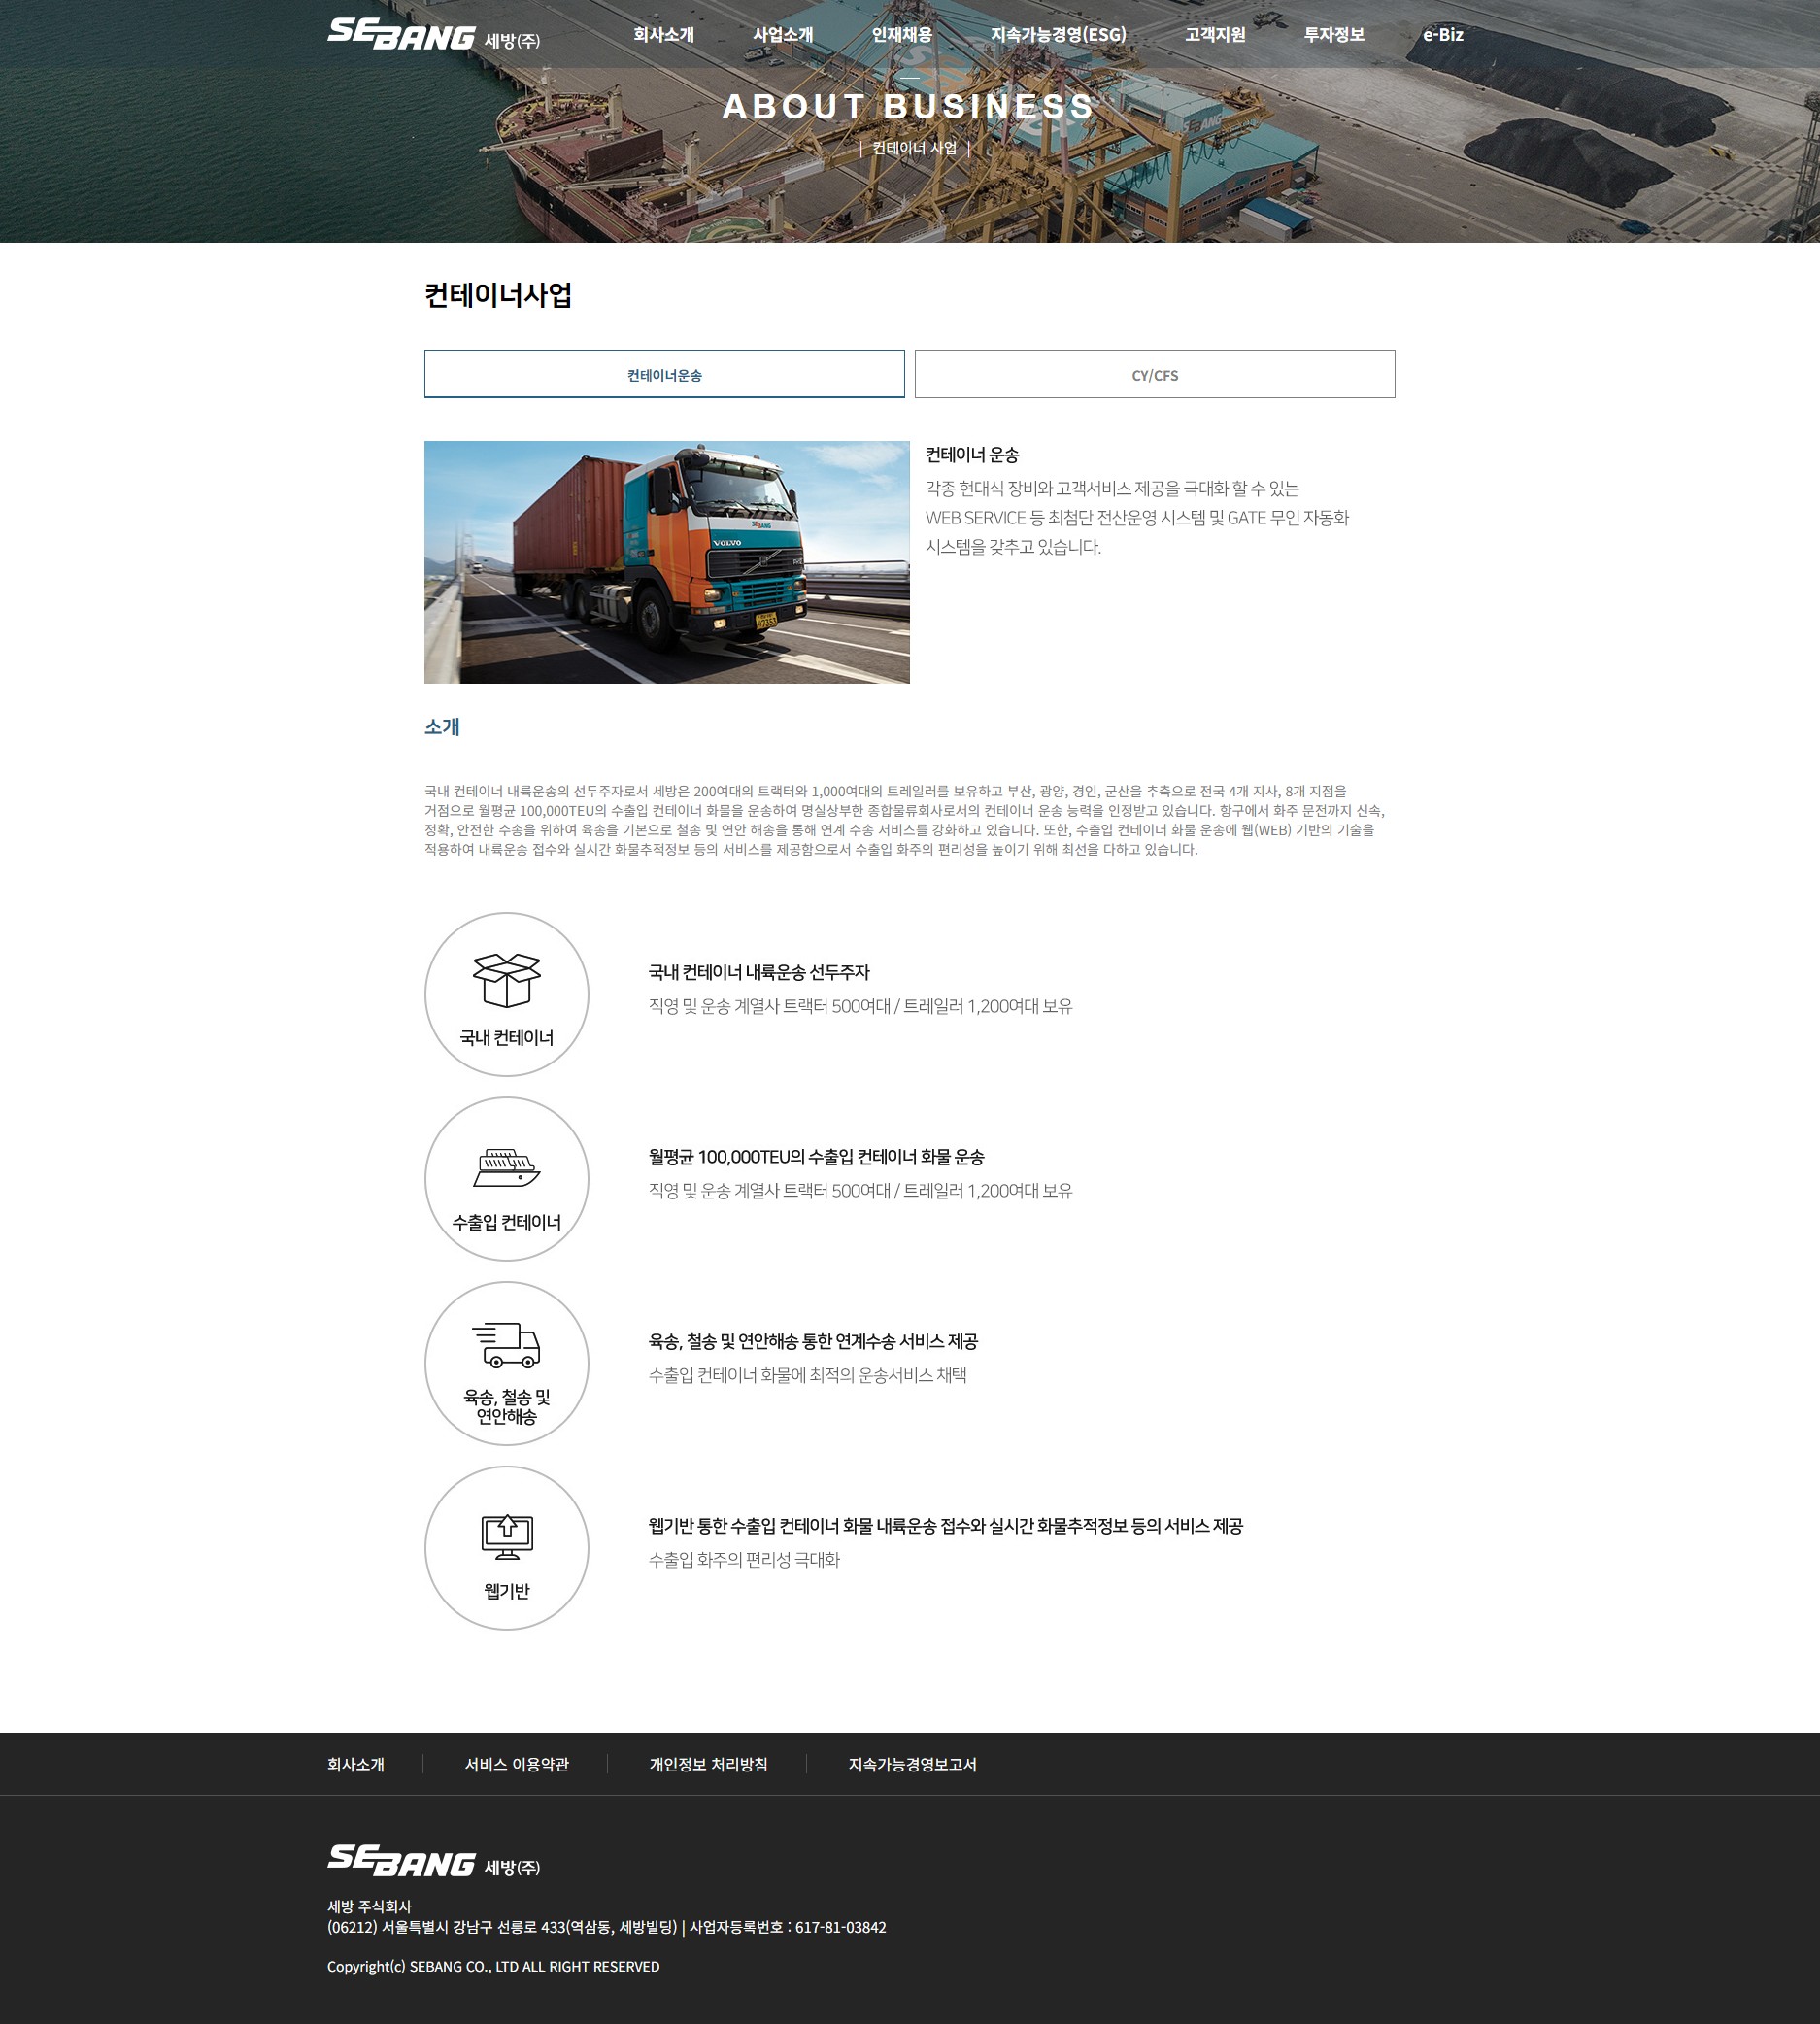 SEBANG 세방(주)
회사소개 사업소개 인재채용 지속가능경영(ESG) 고객지원 투자정보 e-Biz
ABOUT BUSINESS
| 컨테이너 사업 |
SEBANG
컨테이너사업
컨테이너운송 CY/CFS
SEBANG
VOLVO
컨테이너 운송
각종 현대식 장비와 고객서비스 제공을 극대화 할 수 있는
WEB SERVICE 등 최첨단 전산운영 시스템 및 GATE 무인 자동화
시스템을 갖추고 있습니다.
소개
국내 컨테이너 내륙운송의 선두주자로서 세방은 200여대의 트랙터와 1,000여대의 트레일러를 보유하고 부산, 광양, 경인, 군산을 추축으로 전국 4개 지사, 8개 지점을
거점으로 월평균 100,000TEU의 수출입 컨테이너 화물을 운송하여 명실상부한 종합물류회사로서의 컨테이너 운송 능력을 인정받고 있습니다. 항구에서 화주 문전까지 신속,
정확, 안전한 수송을 위하여 육송을 기본으로 철송 및 연안 해송을 통해 연계 수송 서비스를 강화하고 있습니다. 또한, 수출입 컨테이너 화물 운송에 웹(WEB) 기반의 기술을
적용하여 내륙운송 접수와 실시간 화물추적정보 등의 서비스를 제공함으로서 수출입 화주의 편리성을 높이기 위해 최선을 다하고 있습니다.
국내 컨테이너
국내 컨테이너 내륙운송 선두주자
직영 및 운송 계열사 트랙터 500여대 / 트레일러 1,200여대 보유
수출입 컨테이너
월평균 100,000TEU의 수출입 컨테이너 화물 운송
직영 및 운송 계열사 트랙터 500여대 / 트레일러 1,200여대 보유
육송, 철송 및
연안해송
육송, 철송 및 연안해송 통한 연계수송 서비스 제공
수출입 컨테이너 화물에 최적의 운송서비스 채택
웹기반
웹기반 통한 수출입 컨테이너 화물 내륙운송 접수와 실시간 화물추적정보 등의 서비스 제공
수출입 화주의 편리성 극대화
회사소개 서비스 이용약관 개인정보 처리방침 지속가능경영보고서
SEBANG 세방(주)
세방 주식회사
(06212) 서울특별시 강남구 선릉로 433(역삼동, 세방빌딩) | 사업자등록번호 : 617-81-03842
Copyright(c) SEBANG CO., LTD ALL RIGHT RESERVED